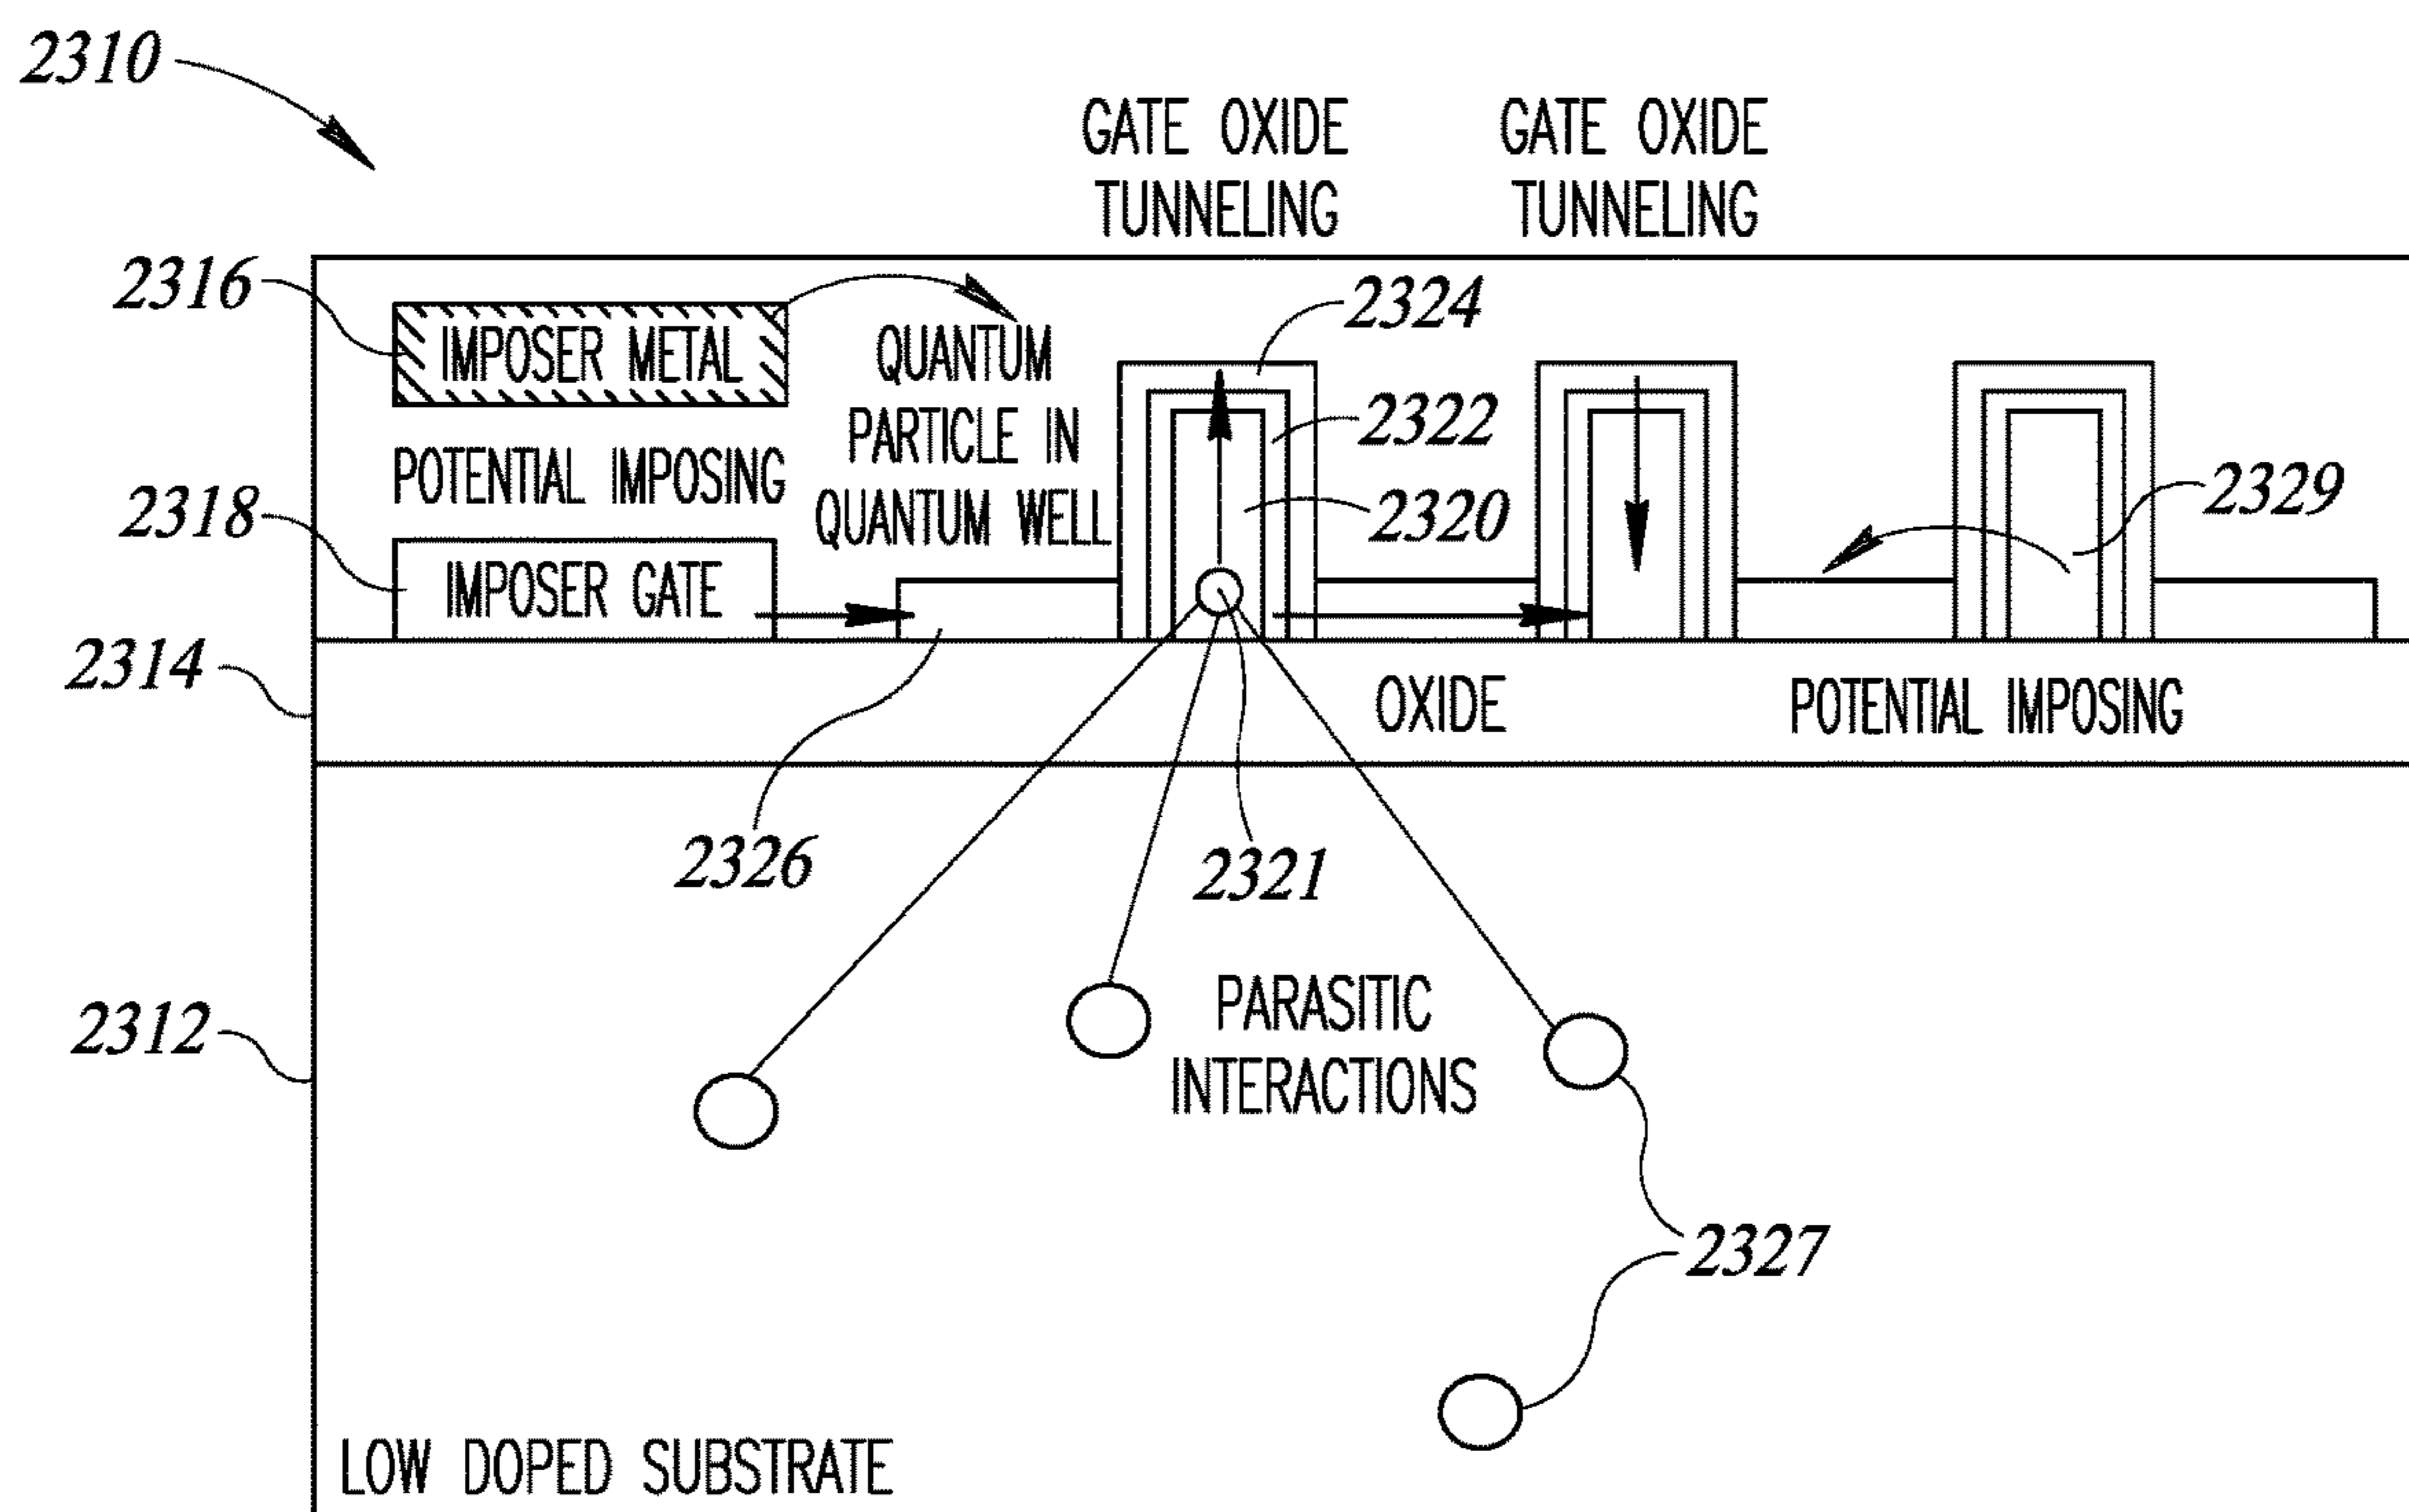 2310
GATE OXIDE
TUNNELING
GATE OXIDE
TUNNELING
2316
IMPOSER METAL
QUANTUM
PARTICLE IN
QUANTUM WELL
2324
2322
2320
POTENTIAL IMPOSING
2329
2318
IMPOSER GATE
2314
OXIDE
POTENTIAL IMPOSING
2326
2321
2312
PARASITIC
INTERACTIONS
2327
LOW DOPED SUBSTRATE